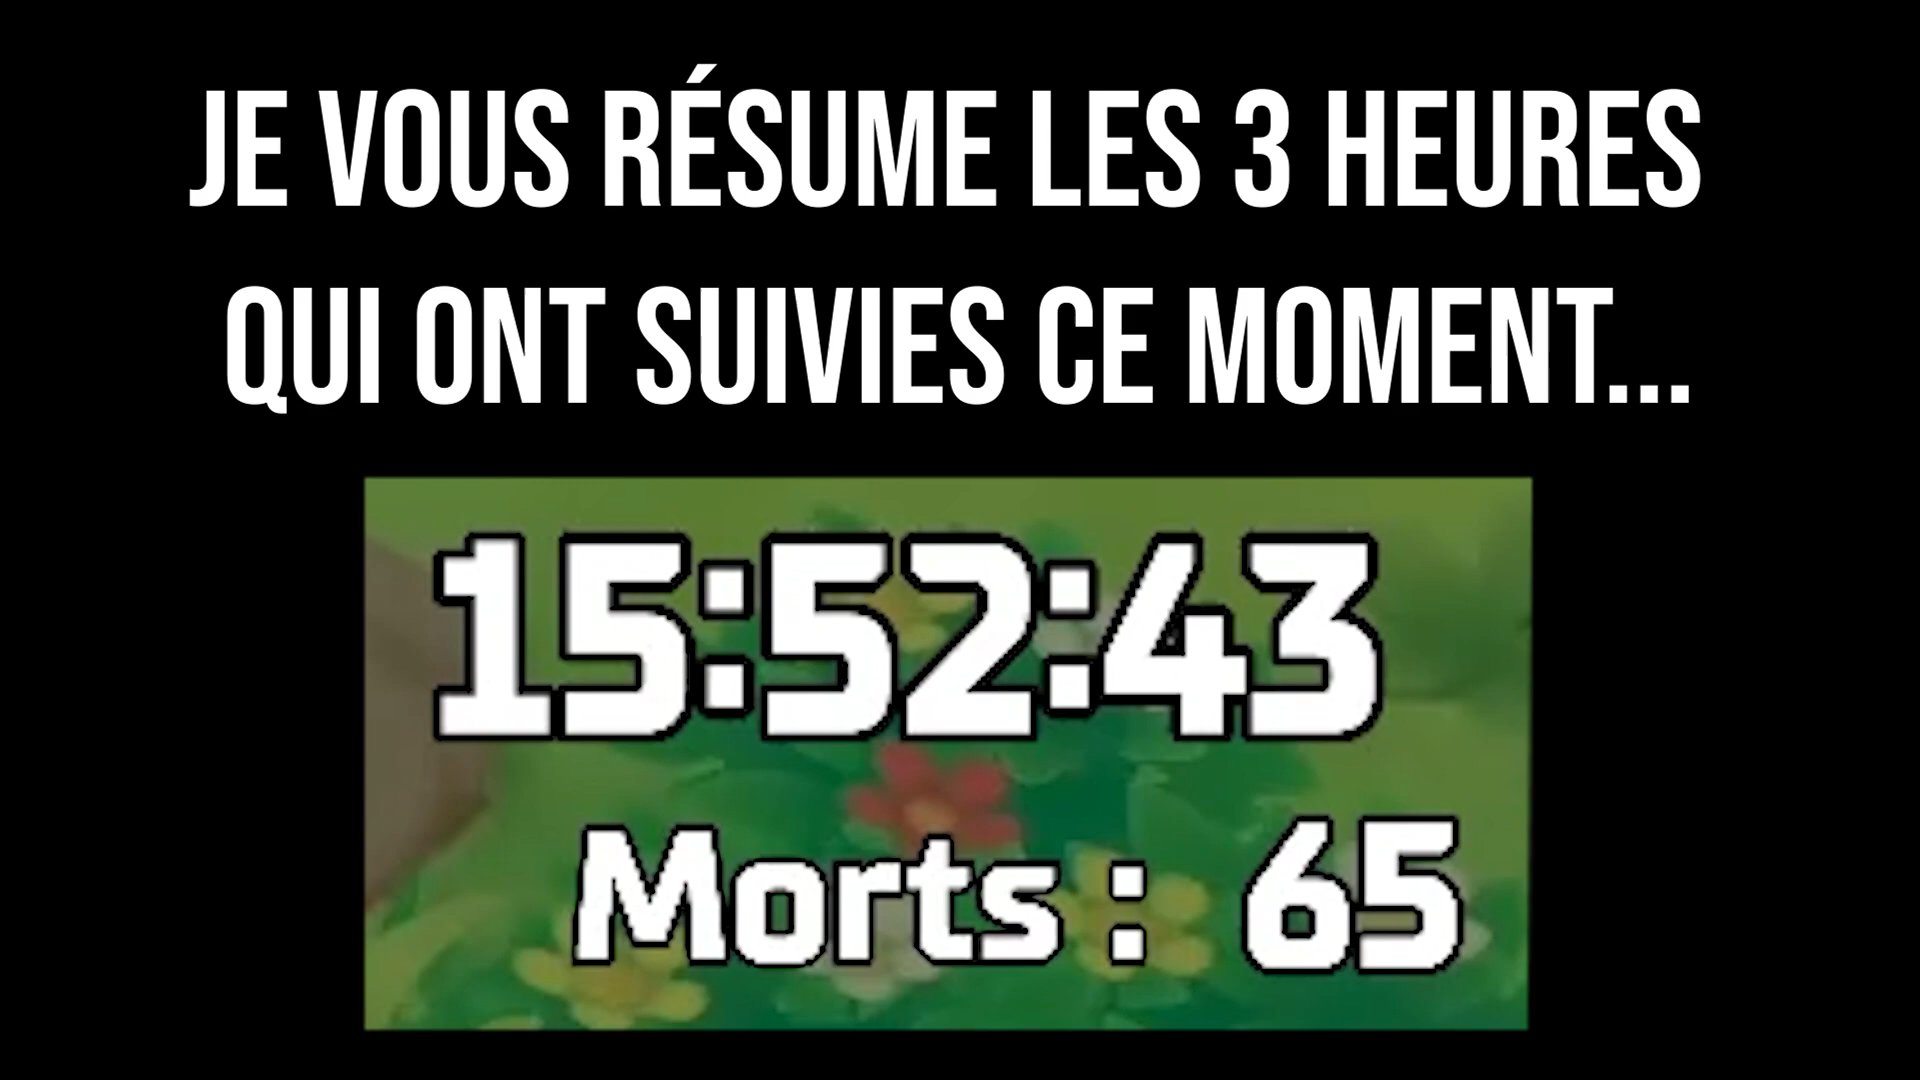 JE VOUS RÉSUME LES 3 HEURES
QUI ONT SUIVIES CE MOMENT...
15:52:43
Morts : 65